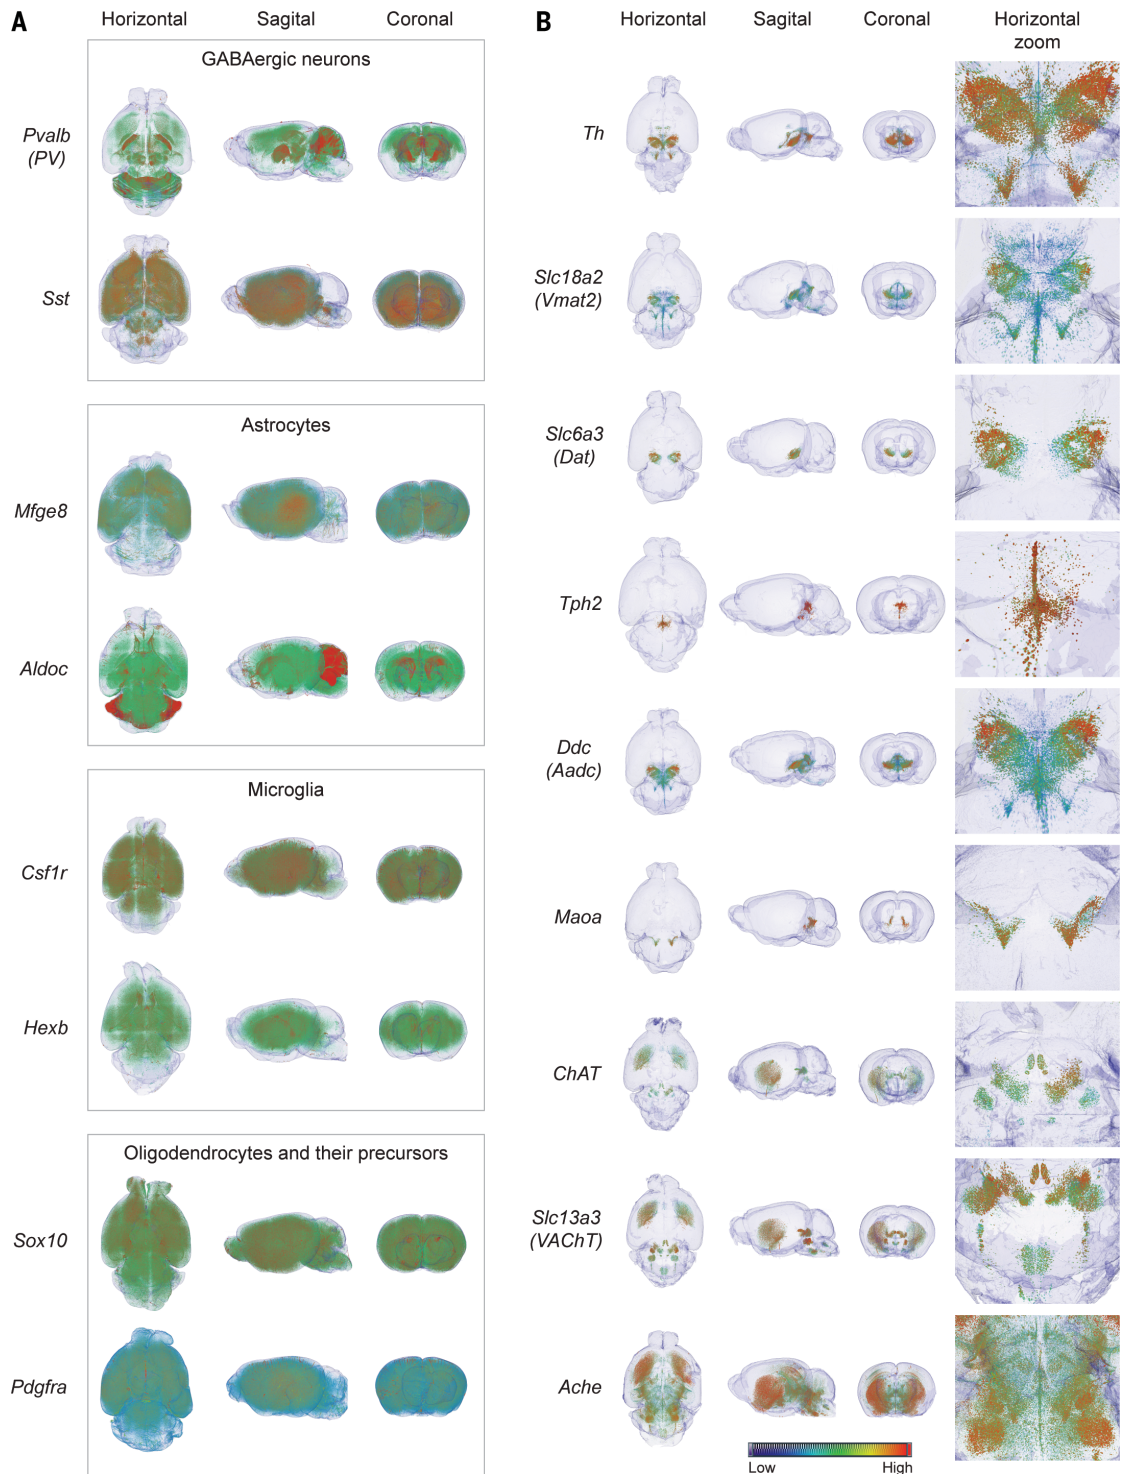 A
Horizontal
Sagital
Coronal
GABAergic neurons
Pvalb
(PV)
Sst
Astrocytes
Mfge8
Aldoc
Microglia
Csf1r
Hexb
Oligodendrocytes and their precursors
Sox10
Pdgfra
B
Horizontal
Sagital
Coronal
Horizontal
zoom
Th
Slc18a2
(Vmat2)
Slc6a3
(Dat)
Tph2
Ddc
(Aadc)
Maoa
ChAT
Slc13a3
(VAChT)
Ache
Low
High